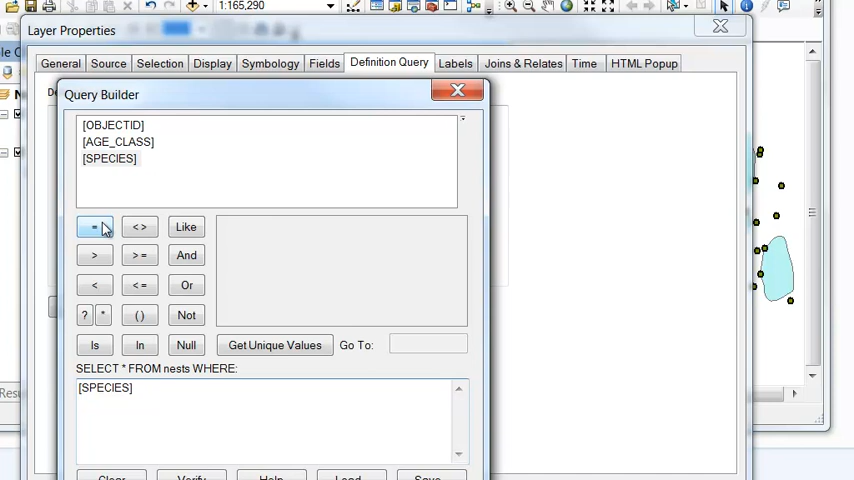 1:165,290
Layer Properties
General Source Selection Display Symbology Fields Definition Query Labels Joins & Relates Time HTML Popup
Query Builder
[OBJECTID]
[AGE_CLASS]
[SPECIES]
= < > Like
> > = And
< < = Or
? * ( ) Not
Is In Null Get Unique Values Go To:
SELECT * FROM nests WHERE:
[SPECIES]
Clear Verify Help Load Save